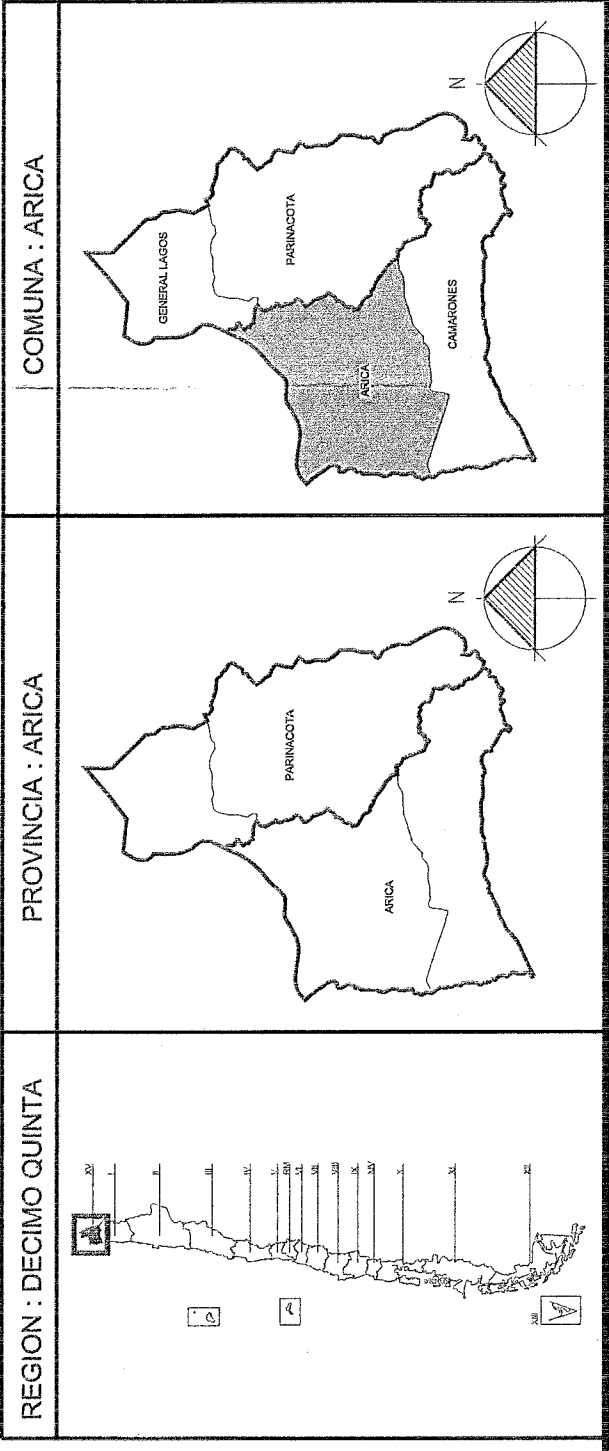 REGION : DECIMO QUINTA
XV
I
II
III
IV
V
RM
VI
VII
VIII
IX
XIV
X
XI
XII
XIII
PROVINCIA : ARICA
PARINACOTA
ARICA
N
COMUNA : ARICA
GENERAL LAGOS
PARINACOTA
ARICA
CAMARONES
N